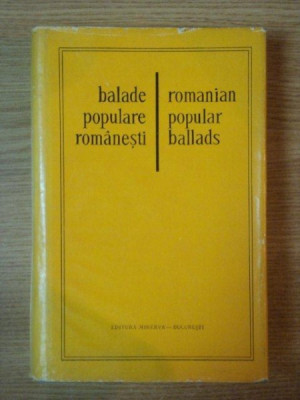 balade
populare
românești
romanian
popular
ballads
EDITURA MINERVA – BUCUREȘTI